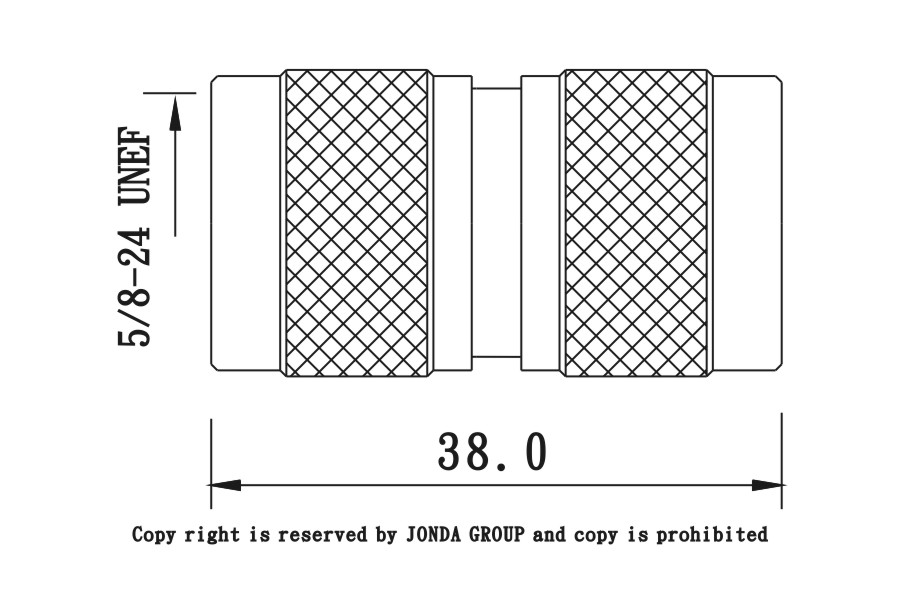 5/8-24 UNEF
38.0
Copy right is reserved by JONDA GROUP and copy is prohibited